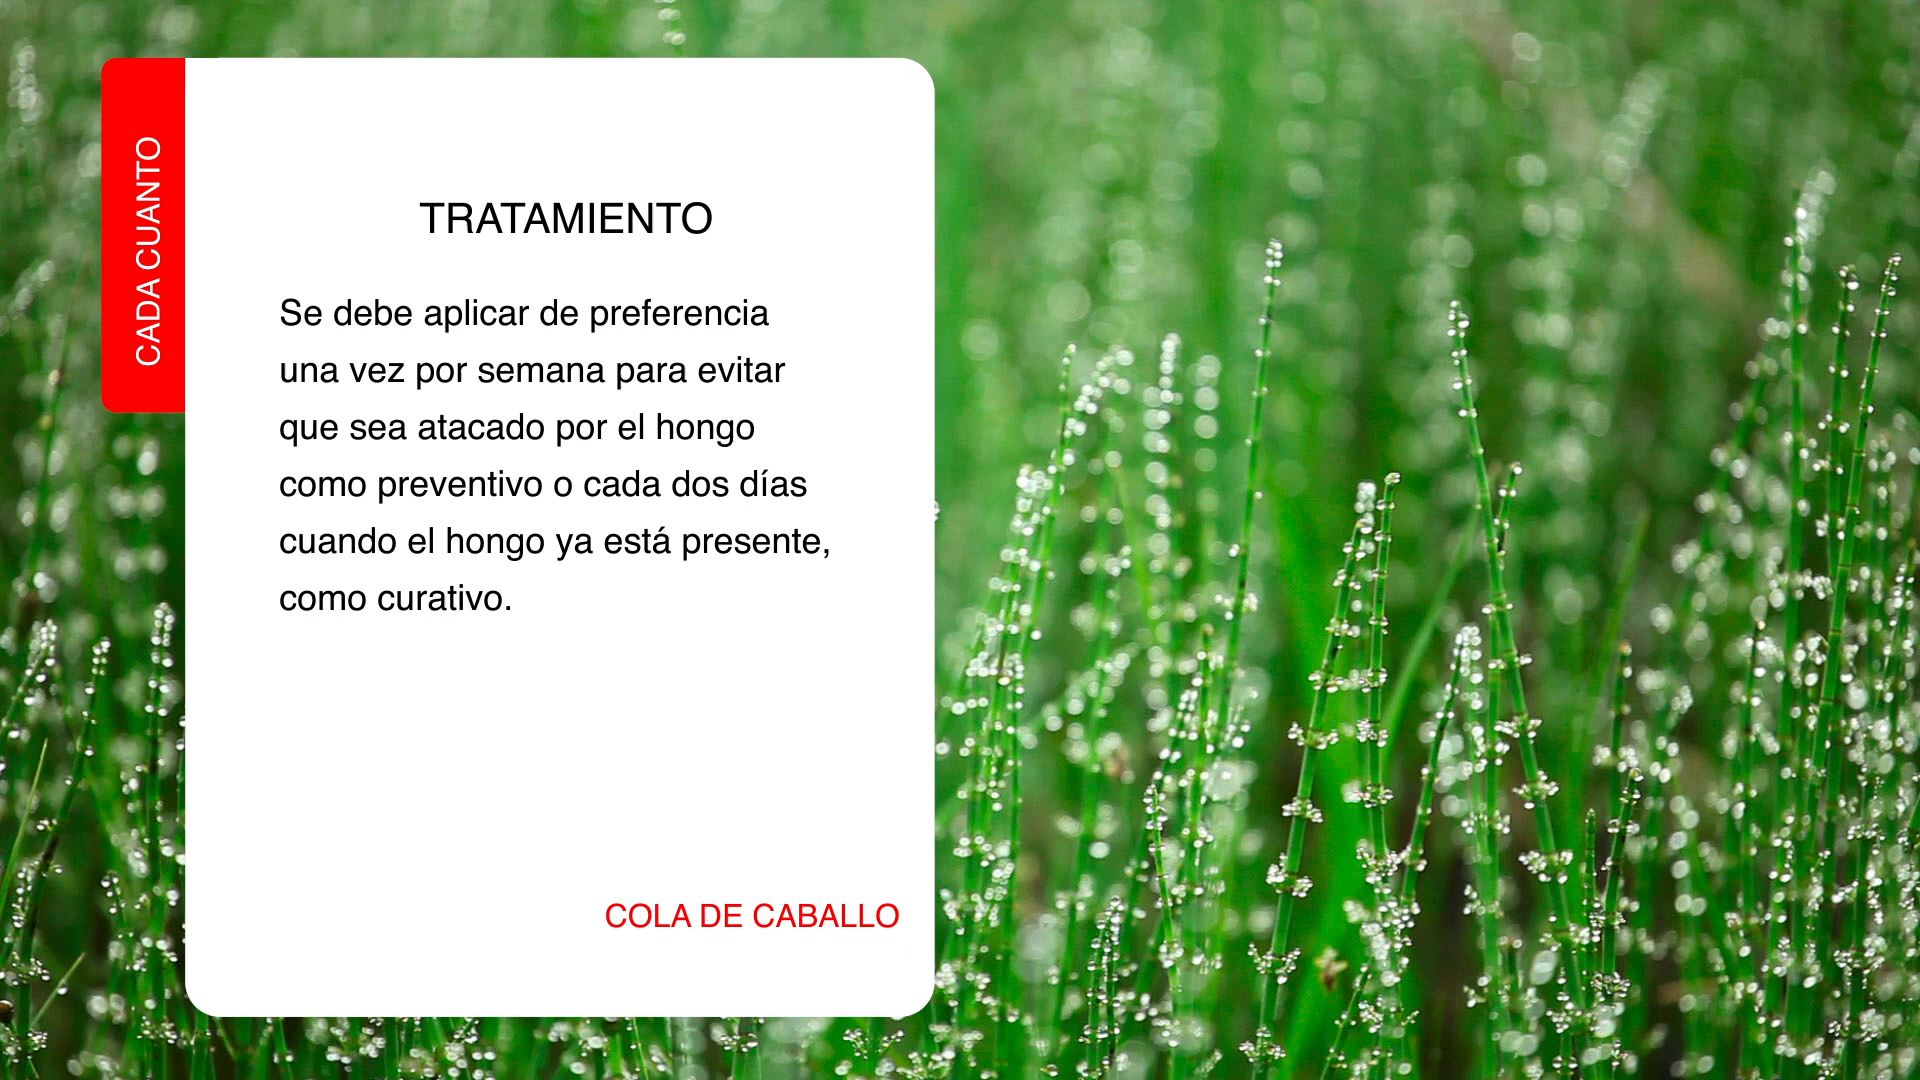 CADA CUANTO
TRATAMIENTO
Se debe aplicar de preferencia
una vez por semana para evitar
que sea atacado por el hongo
como preventivo o cada dos días
cuando el hongo ya está presente,
como curativo.
COLA DE CABALLO